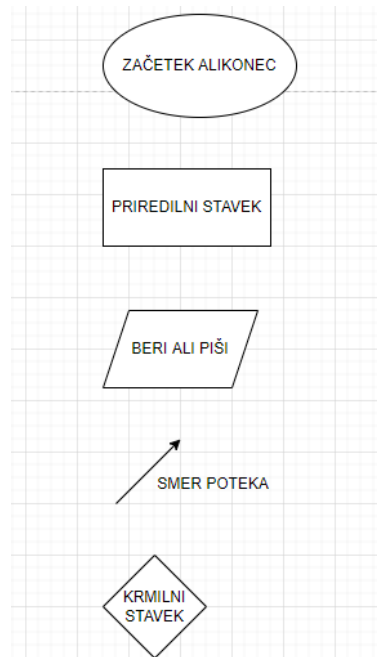 ZAČETEK ALIKONEC
PRIREDILNI STAVEK
BERI ALI PIŠI
SMER POTEKA
KRMILNI
STAVEK